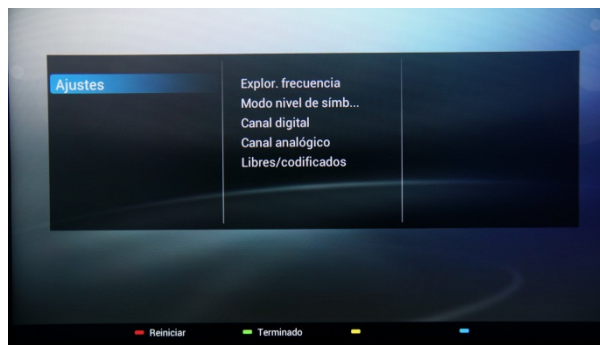 Ajustes
Explor. frecuencia
Modo nivel de símb...
Canal digital
Canal analógico
Libres/codificados
Reiniciar
Terminado